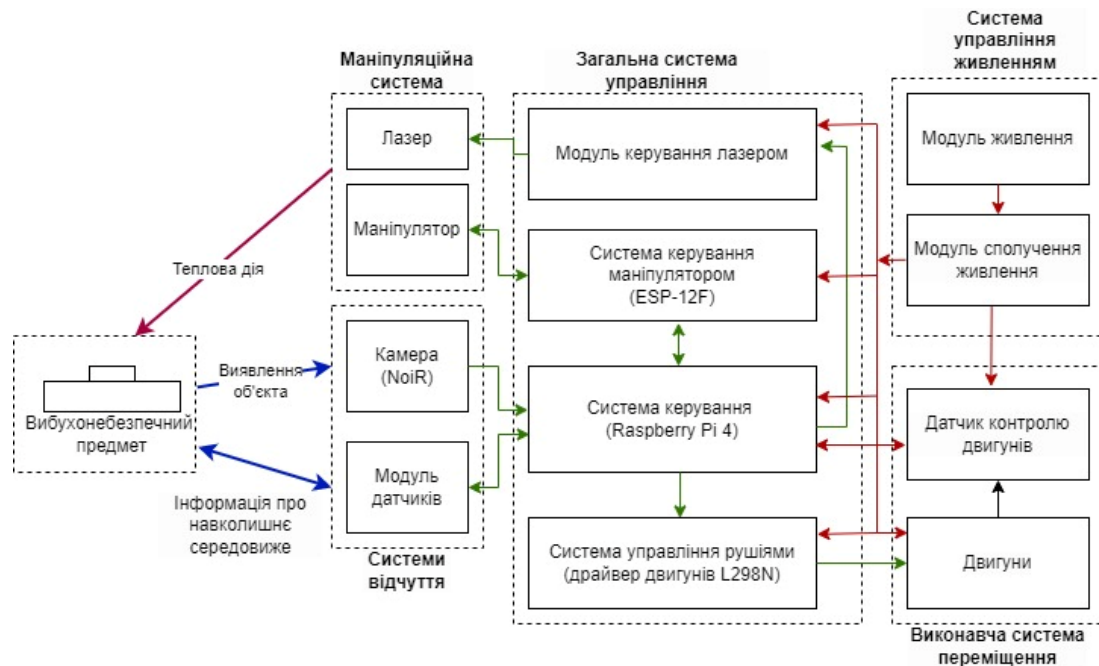 Маніпуляційна
система
Загальна система
управління
Система
управління
живленням
Лазер
Модуль керування лазером
Модуль живлення
Маніпулятор
Система керування
маніпулятором
(ESP-12F)
Модуль сполучення
живлення
Теплова дія
Вибухонебезпечний
предмет
Виявлення
об'єкта
Камера
(NoiR)
Система керування
(Raspberry Pi 4)
Датчик контролю
двигунів
Інформація про
навколишнє
середовиже
Модуль
датчиків
Система управління рушіями
(драйвер двигунів L298N)
Двигуни
Системи
відчуття
Виконавча система
переміщення